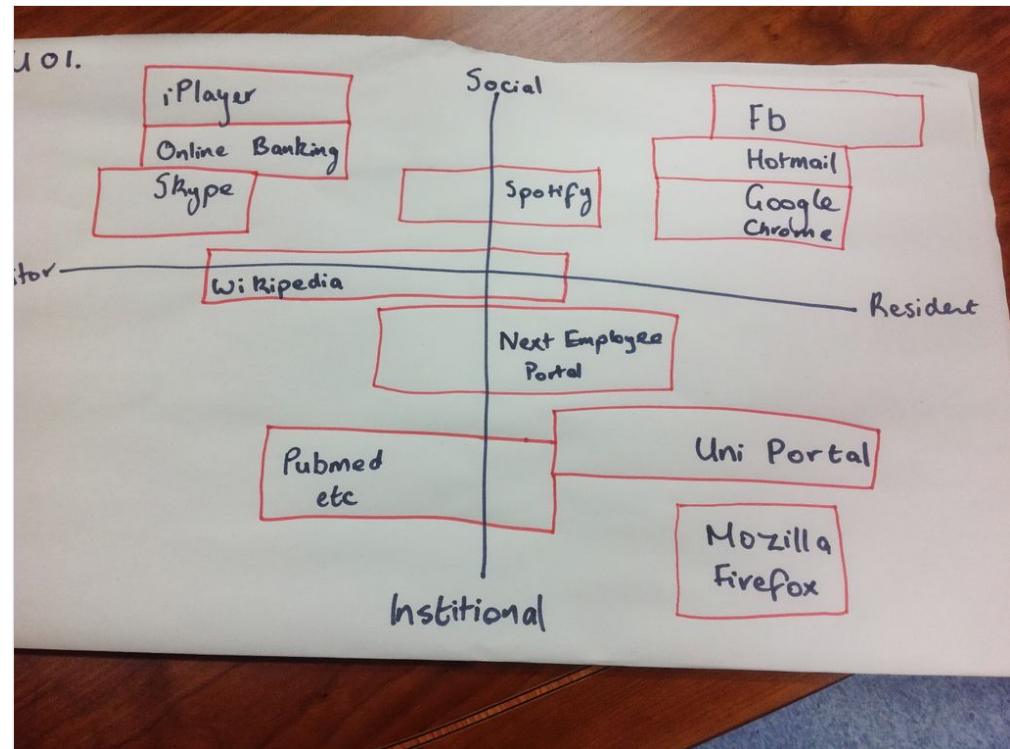 U01.
Social
iPlayer
Online Banking
Skype
Spotify
Fb
Hotmail
Google
Chrome
itor
Resident
Wikipedia
Next Employee
Portal
Uni Portal
Pubmed
etc
Mozilla
Firefox
Institional